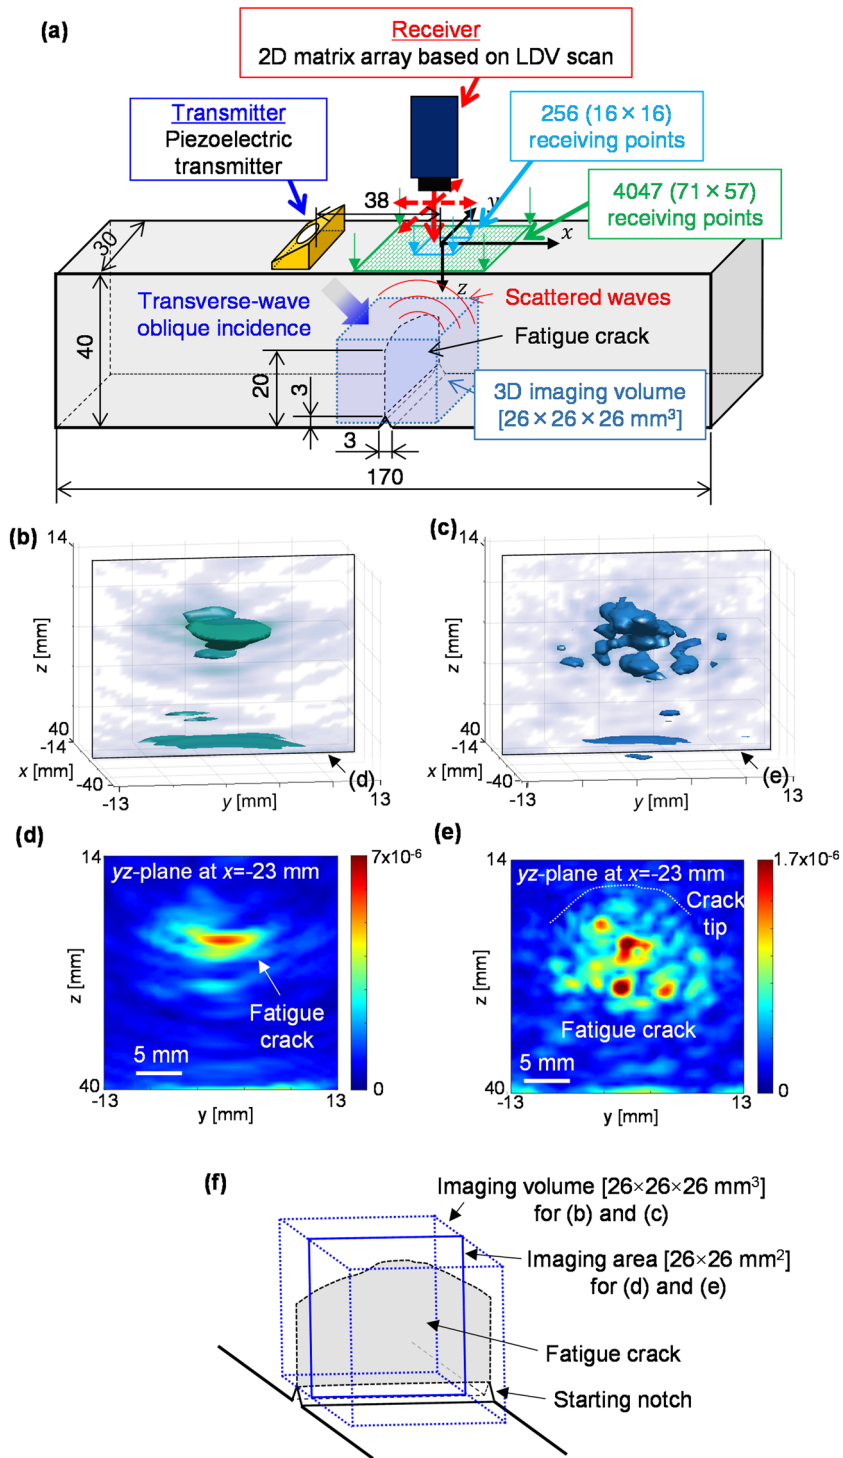 (a)
Receiver
2D matrix array based on LDV scan
Transmitter
Piezoelectric
transmitter
256 (16×16)
receiving points
4047 (71×57)
receiving points
38
y
x
z
30
Transverse-wave
oblique incidence
Scattered waves
Fatigue crack
40
20
3
3D imaging volume
[26×26×26 mm³]
3
170
(b)
14
z [mm]
40
-14
x [mm]
-40
-13
y [mm]
13
(d)
(c)
14
z [mm]
40
-14
x [mm]
-40
-13
y [mm]
13
(e)
(d)
14
yz-plane at x=-23 mm
7x10⁻⁶
z [mm]
Fatigue
crack
5 mm
40
0
-13
13
y [mm]
(e)
14
yz-plane at x=-23 mm
1.7x10⁻⁶
Crack
tip
z [mm]
Fatigue crack
5 mm
40
0
-13
13
y [mm]
(f)
Imaging volume [26×26×26 mm³]
for (b) and (c)
Imaging area [26×26 mm²]
for (d) and (e)
Fatigue crack
Starting notch